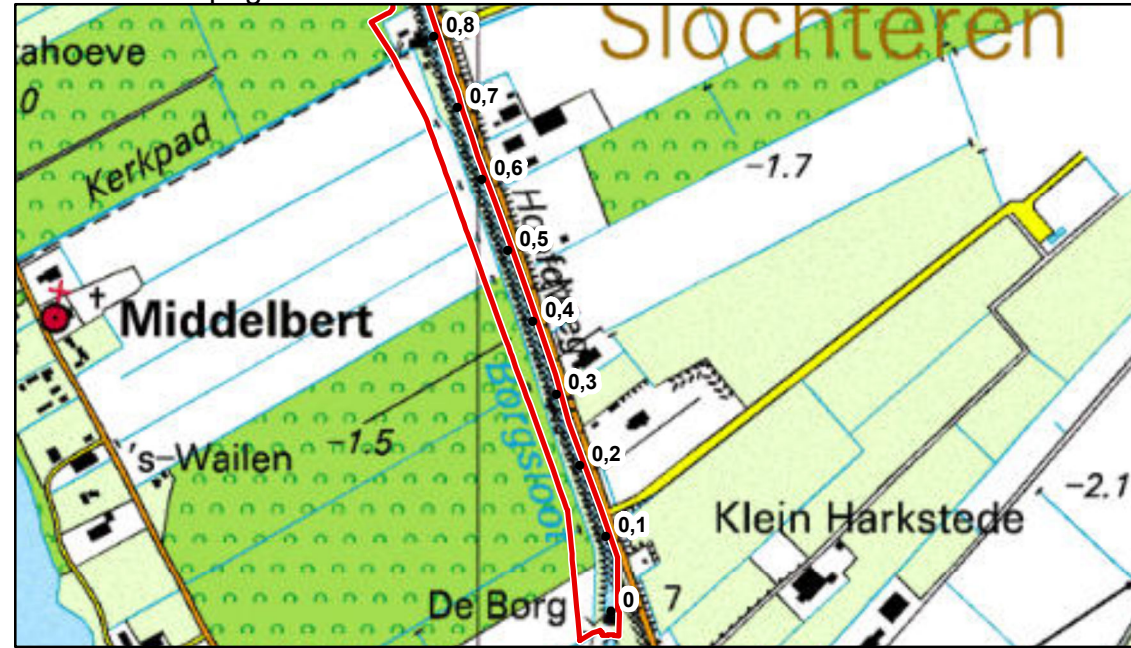 0,8
Slochteren
tahoeve
0,7
0
Kerkpad
0,6
-1.7
Hoofdweg
0,5
Middelbert
0,4
0,3
Borgsloot
's-Wailen
-1.5
0,2
-2.1
0,1
Klein Harkstede
De Borg
0
7